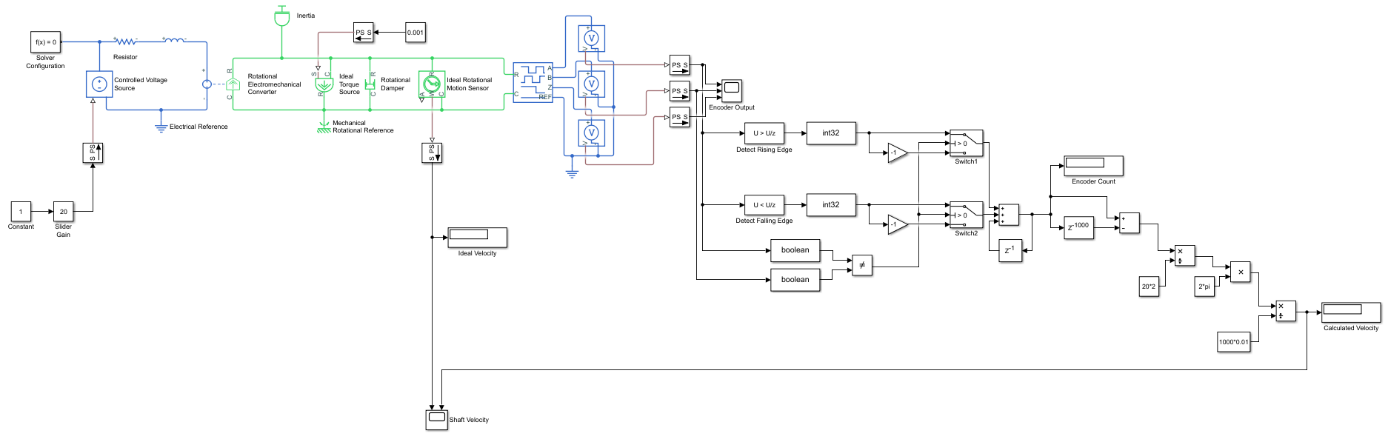 Inertia
f(x) = 0
Solver
Configuration
Resistor
+
-
Controlled Voltage
Source
Electrical Reference
R
C
Rotational
Electromechanical
Converter
PS S
0.001
S
C
R
Ideal
Torque
Source
R
C
Rotational
Damper
R
A
W
C
Ideal Rotational
Motion Sensor
Mechanical
Rotational Reference
R
C
A
B
Z
REF
V
V
V
PS S
PS S
PS S
Encoder Output
S PS
S PS
1
Constant
20
Slider
Gain
Ideal Velocity
U > U/z
Detect Rising Edge
int32
-1
> 0
Switch1
U < U/z
Detect Falling Edge
int32
-1
> 0
Switch2
boolean
boolean
≠
+
+
+
z-1
Encoder Count
z-1000
+
−
20*2
×
÷
2*pi
×
1000*0.01
×
÷
Calculated Velocity
Shaft Velocity